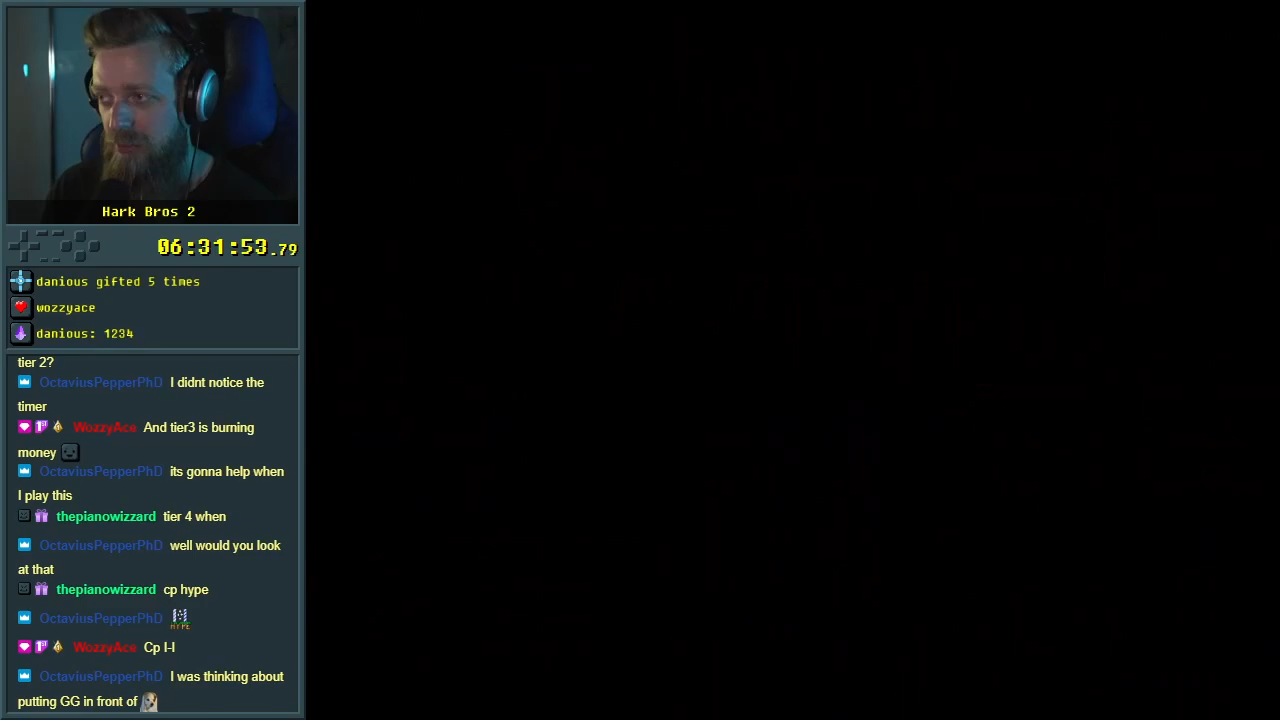 Hark Bros 2
06:31:53.79
danious gifted 5 times
wozzyace
danious: 1234
tier 2?
OctaviusPepperPhD I didnt notice the
timer
WozzyAce And tier3 is burning
money
OctaviusPepperPhD its gonna help when
I play this
thepianowizzard tier 4 when
OctaviusPepperPhD well would you look
at that
thepianowizzard cp hype
OctaviusPepperPhD HYPE
WozzyAce Cp I-I
OctaviusPepperPhD I was thinking about
putting GG in front of